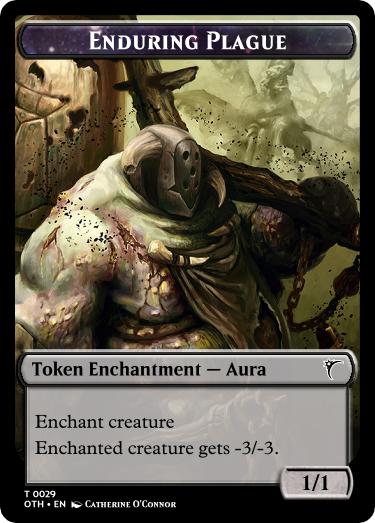 Enduring Plague
Token Enchantment — Aura
Enchant creature
Enchanted creature gets -3/-3.
1/1
T 0029
OTH • EN Catherine O'Connor